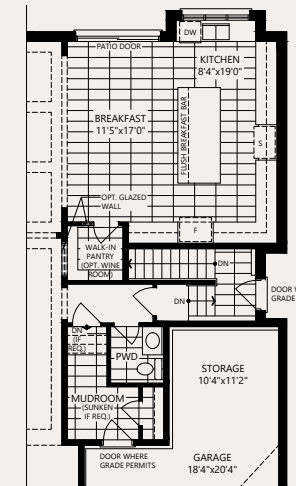 DW
PATIO DOOR
KITCHEN
8'4"x19'0"
BREAKFAST
11'5"x17'0"
FLUSH BREAKFAST BAR
S
OPT. GLAZED
WALL
F
WALK-IN
PANTRY
(OPT. WINE
ROOM)
DN
DN
DOOR W
GRADE
DN
(IF
REQ.)
PWD
STORAGE
10'4"x11'2"
MUDROOM
(SUNKEN
IF REQ.)
DOOR WHERE
GRADE PERMITS
GARAGE
18'4"x20'4"